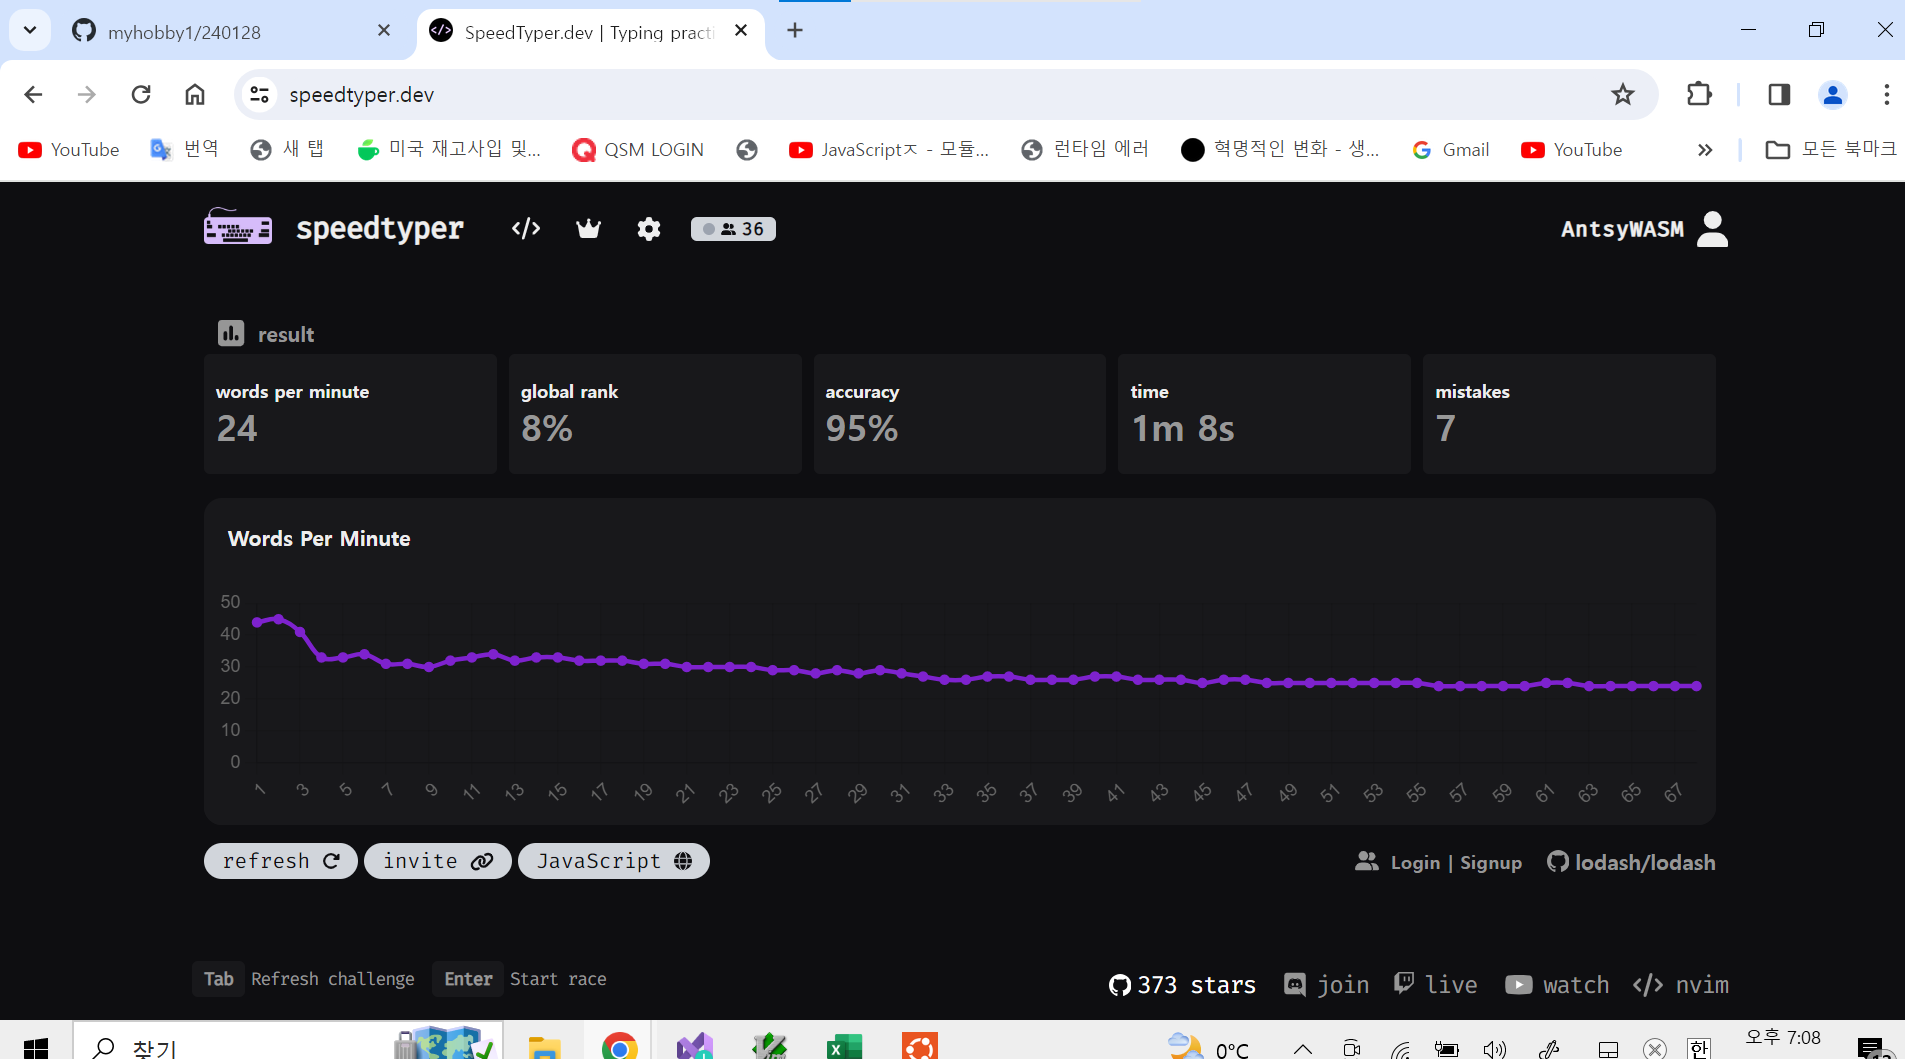 myhobby1/240128
SpeedTyper.dev | Typing practi
speedtyper.dev
YouTube
번역
새 탭
미국 재고사입 및...
QSM LOGIN
JavaScriptㅈ - 모듈...
런타임 에러
혁명적인 변화 - 생...
Gmail
YouTube
모든 북마크
speedtyper
36
AntsyWASM
result
words per minute
24
global rank
8%
accuracy
95%
time
1m 8s
mistakes
7
Words Per Minute
50
40
30
20
10
0
1 3 5 7 9 11 13 15 17 19 21 23 25 27 29 31 33 35 37 39 41 43 45 47 49 51 53 55 57 59 61 63 65 67
refresh
invite
JavaScript
Login | Signup
lodash/lodash
Tab Refresh challenge
Enter Start race
373 stars
join
live
watch
nvim
찾기
0°C
한
오후 7:08